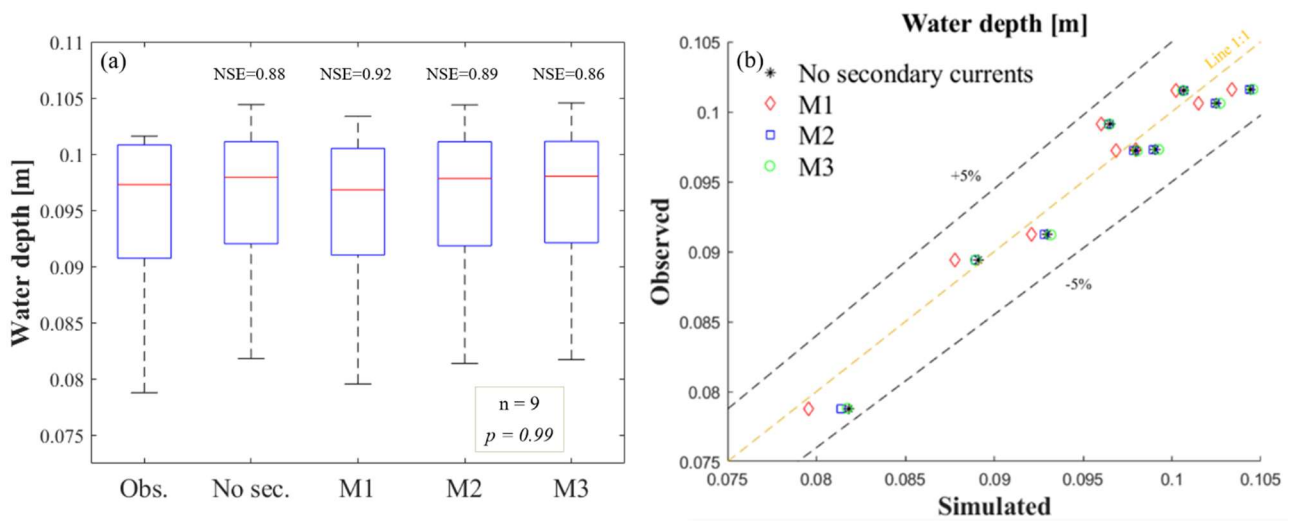 (a)
NSE=0.88 NSE=0.92 NSE=0.89 NSE=0.86
Water depth [m]
0.11
0.105
0.1
0.095
0.09
0.085
0.08
0.075
n = 9
p = 0.99
Obs. No sec. M1 M2 M3
Water depth [m]
(b)
No secondary currents
M1
M2
M3
Line 1:1
+5%
-5%
Observed
0.105
0.1
0.095
0.09
0.085
0.08
0.075
0.075 0.08 0.085 0.09 0.095 0.1 0.105
Simulated